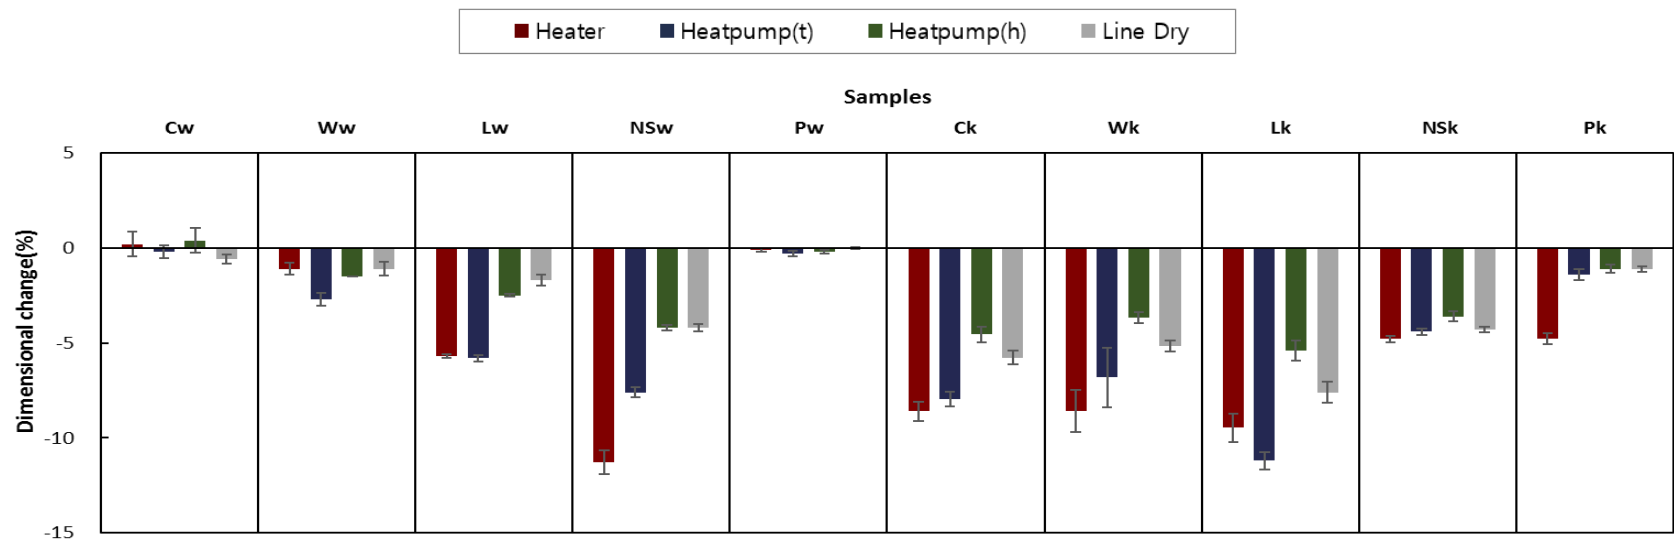 Heater Heatpump(t) Heatpump(h) Line Dry
Samples
Cw Ww Lw NSw Pw Ck Wk Lk NSk Pk
5
0
-5
-10
-15
Dimensional change(%)